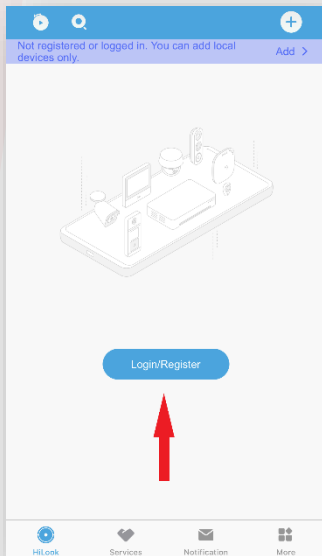 Not registered or logged in. You can add local
devices only.
Add >
Login/Register
HiLook
Services
Notification
More